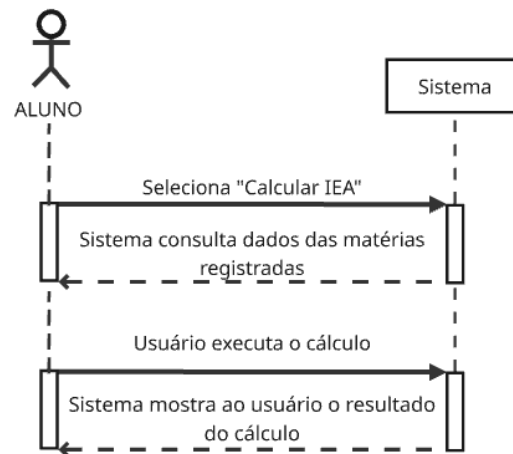 ALUNO
Sistema
Seleciona "Calcular IEA"
Sistema consulta dados das matérias
registradas
Usuário executa o cálculo
Sistema mostra ao usuário o resultado
do cálculo